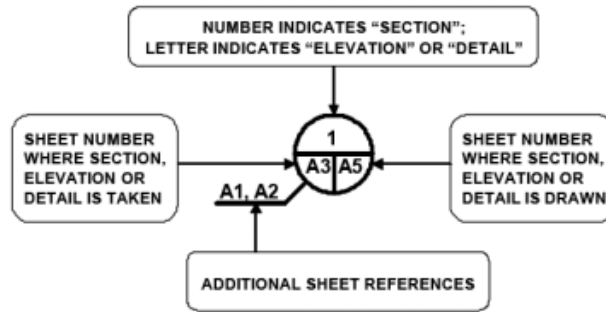 NUMBER INDICATES “SECTION”;
LETTER INDICATES “ELEVATION” OR “DETAIL”
SHEET NUMBER
WHERE SECTION,
ELEVATION OR
DETAIL IS TAKEN
1
A3 A5
A1, A2
SHEET NUMBER
WHERE SECTION,
ELEVATION OR
DETAIL IS DRAWN
ADDITIONAL SHEET REFERENCES